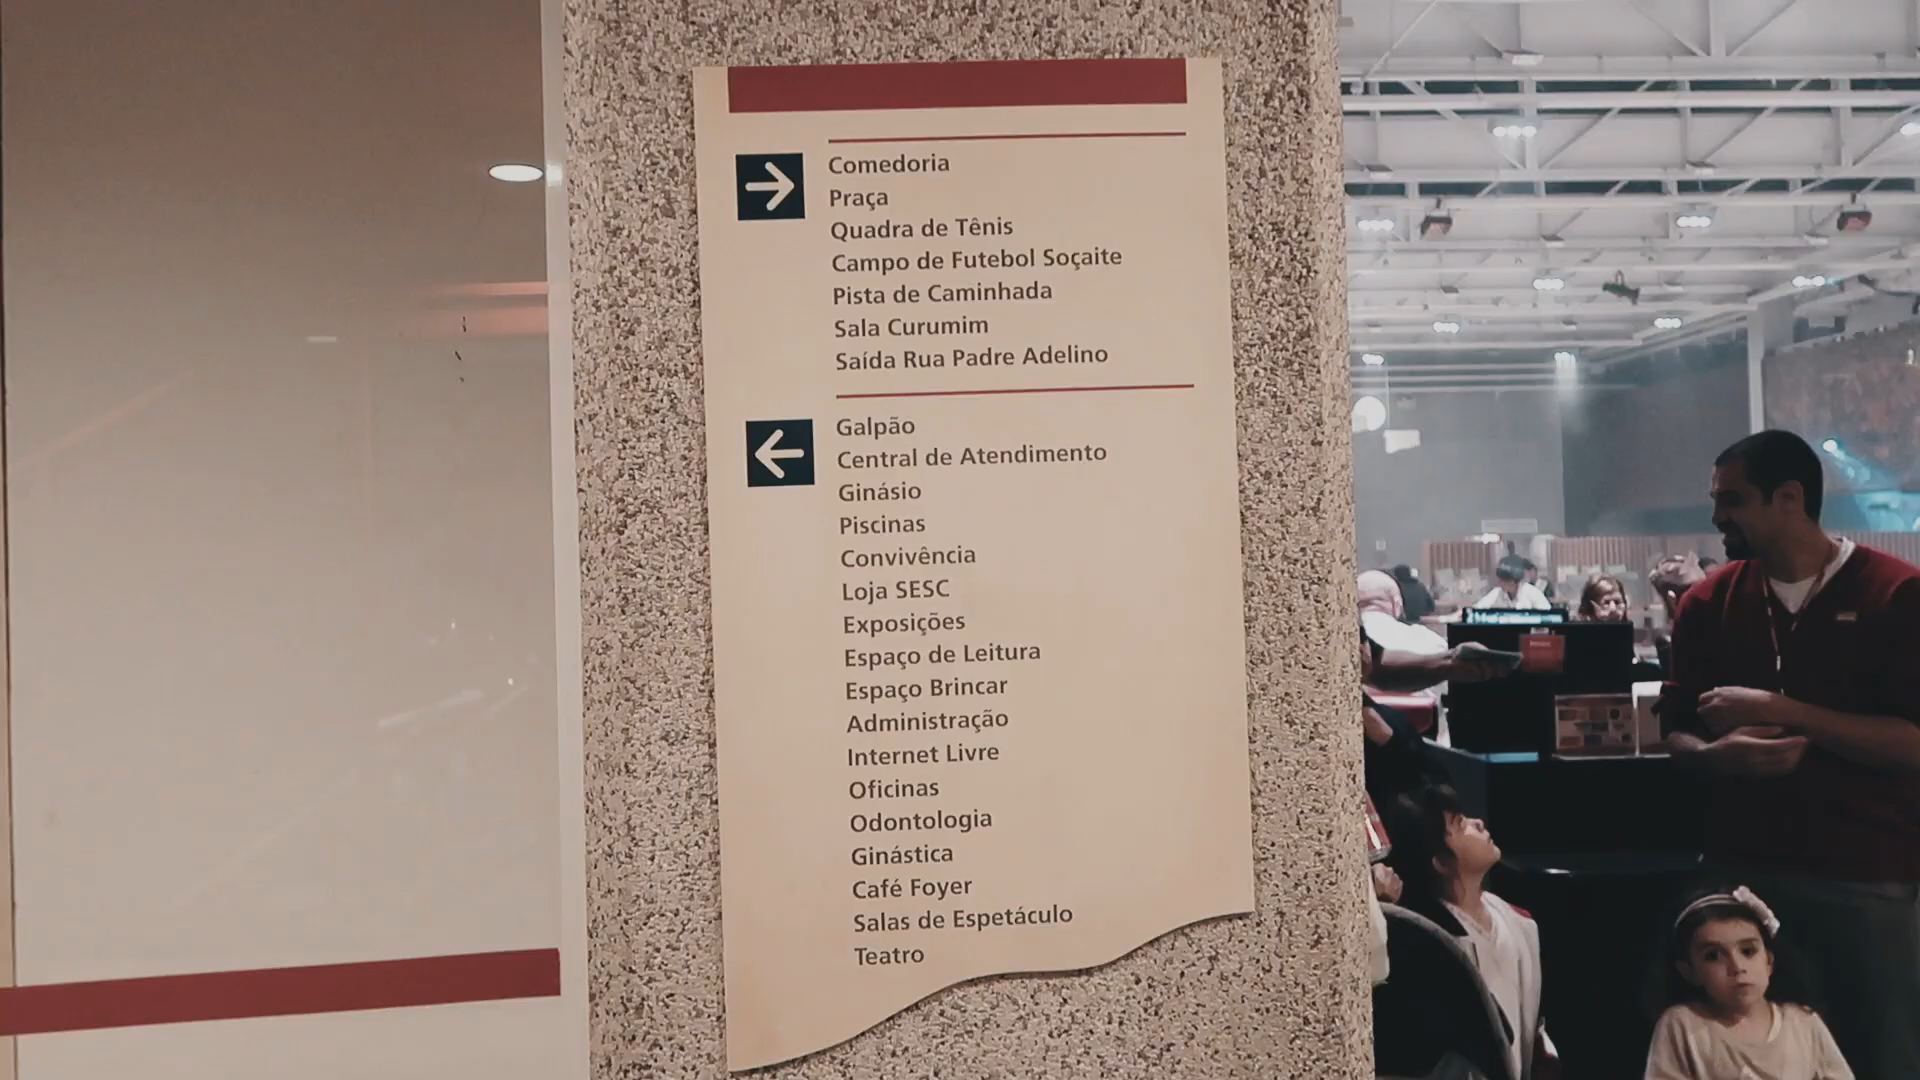 Comedoria
Praça
Quadra de Tênis
Campo de Futebol Soçaite
Pista de Caminhada
Sala Curumim
Saída Rua Padre Adelino
Galpão
Central de Atendimento
Ginásio
Piscinas
Convivência
Loja SESC
Exposições
Espaço de Leitura
Espaço Brincar
Administração
Internet Livre
Oficinas
Odontologia
Ginástica
Café Foyer
Salas de Espetáculo
Teatro